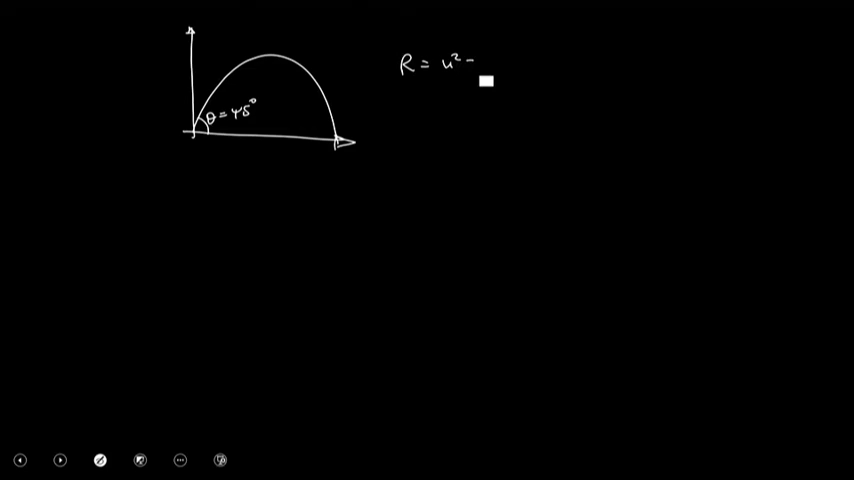 R = u² -
θ = 45°